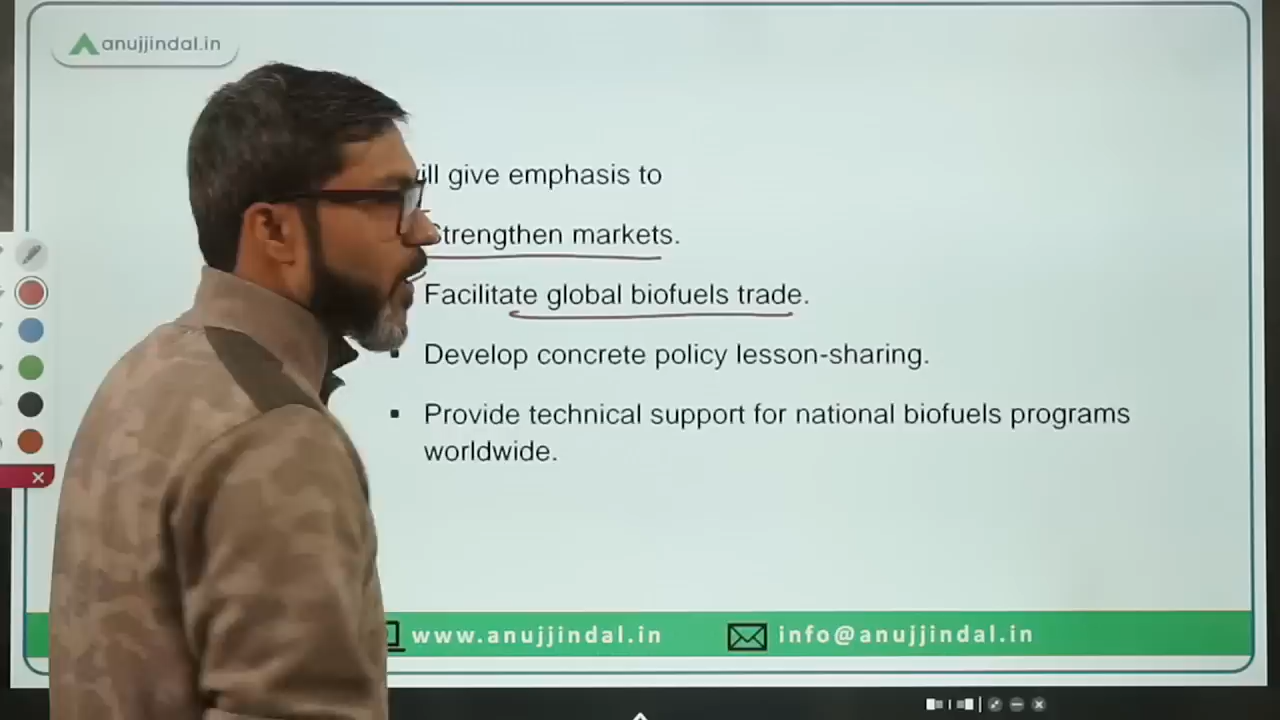 anujjindal.in
will give emphasis to
Strengthen markets.
Facilitate global biofuels trade.
Develop concrete policy lesson-sharing.
Provide technical support for national biofuels programs
worldwide.
www.anujjindal.in
info@anujjindal.in